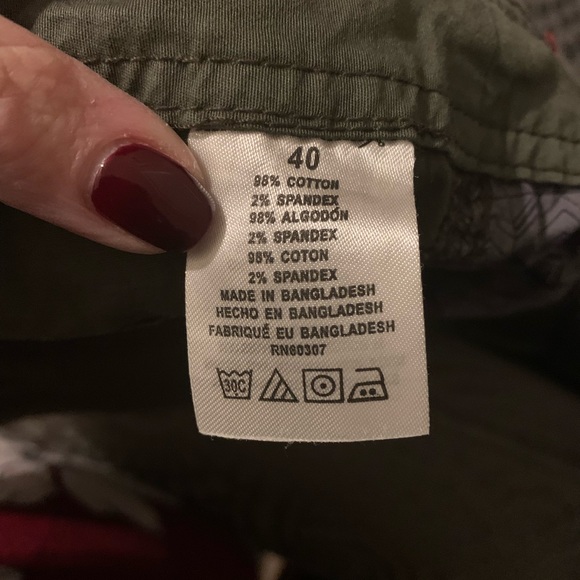 40
98% COTTON
2% SPANDEX
98% ALGODÓN
2% SPANDEX
98% COTON
2% SPANDEX
MADE IN BANGLADESH
HECHO EN BANGLADESH
FABRIQUÉ EU BANGLADESH
RN60307
30C